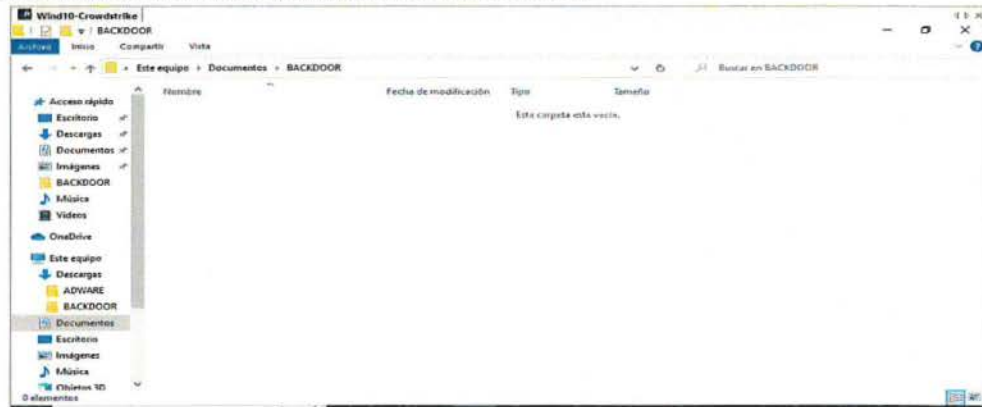 Wind10-Crowdstrike
BACKDOOR
Archivo Inicio Compartir Vista
Este equipo > Documentos > BACKDOOR
Buscar en BACKDOOR
Nombre Fecha de modificación Tipo Tamaño
Esta carpeta está vacía.
Acceso rápido
Escritorio
Descargas
Documentos
Imágenes
BACKDOOR
Música
Videos
OneDrive
Este equipo
Descargas
ADWARE
BACKDOOR
Documentos
Escritorio
Imágenes
Música
Objetos 3D
0 elementos